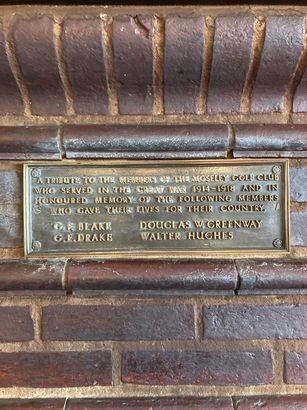 A TRIBUTE TO THE MEMBERS OF THE MOSELEY GOLF CLUB
WHO SERVED IN THE GREAT WAR 1914-1918 AND IN
HONOURED MEMORY OF THE FOLLOWING MEMBERS
WHO GAVE THEIR LIVES FOR THEIR COUNTRY.
G. F. BLAKE DOUGLAS W. GREENWAY
G. E. DRAKE WALTER HUGHES